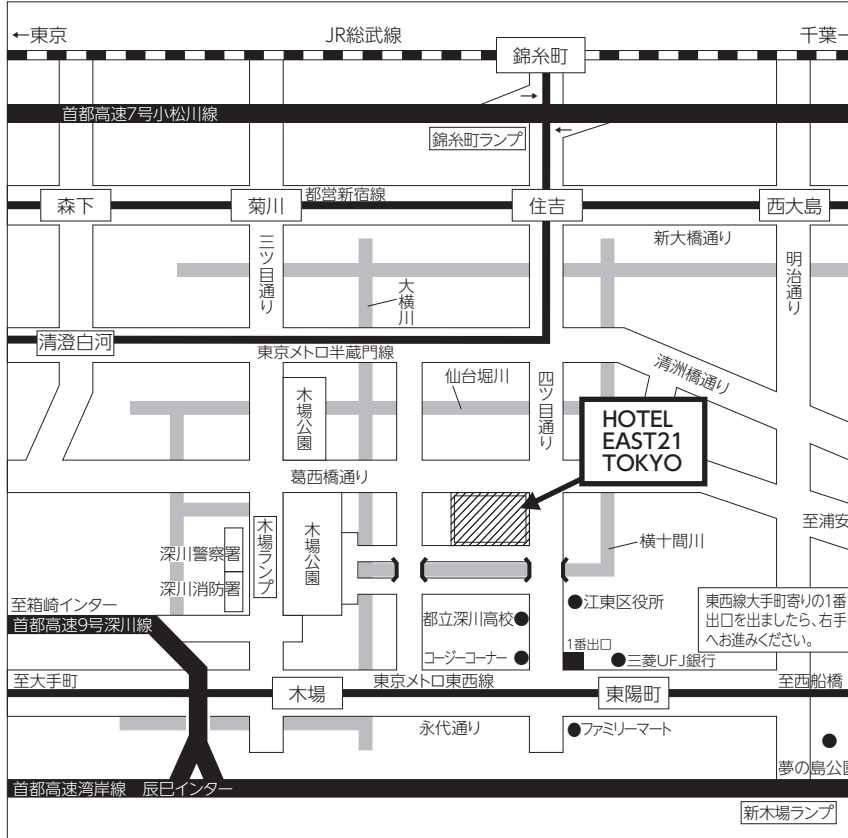 ←東京
JR総武線
千葉→
錦糸町
首都高速7号小松川線
→
←
錦糸町ランプ
森下
菊川
都営新宿線
住吉
西大島
三ツ目通り
大横川
新大橋通り
明治通り
清澄白河
東京メトロ半蔵門線
清洲橋通り
木場公園
仙台堀川
四ツ目通り
HOTEL
EAST21
TOKYO
葛西橋通り
至浦安
木場ランプ
木場公園
横十間川
深川警察署
深川消防署
至箱崎インター
首都高速9号深川線
都立深川高校
江東区役所
東西線大手町寄りの1番
出口を出ましたら、右手
へお進みください。
コージーコーナー
1番出口
三菱UFJ銀行
至大手町
木場
東京メトロ東西線
東陽町
至西船橋
永代通り
ファミリーマート
夢の島公園
首都高速湾岸線 辰巳インター
新木場ランプ